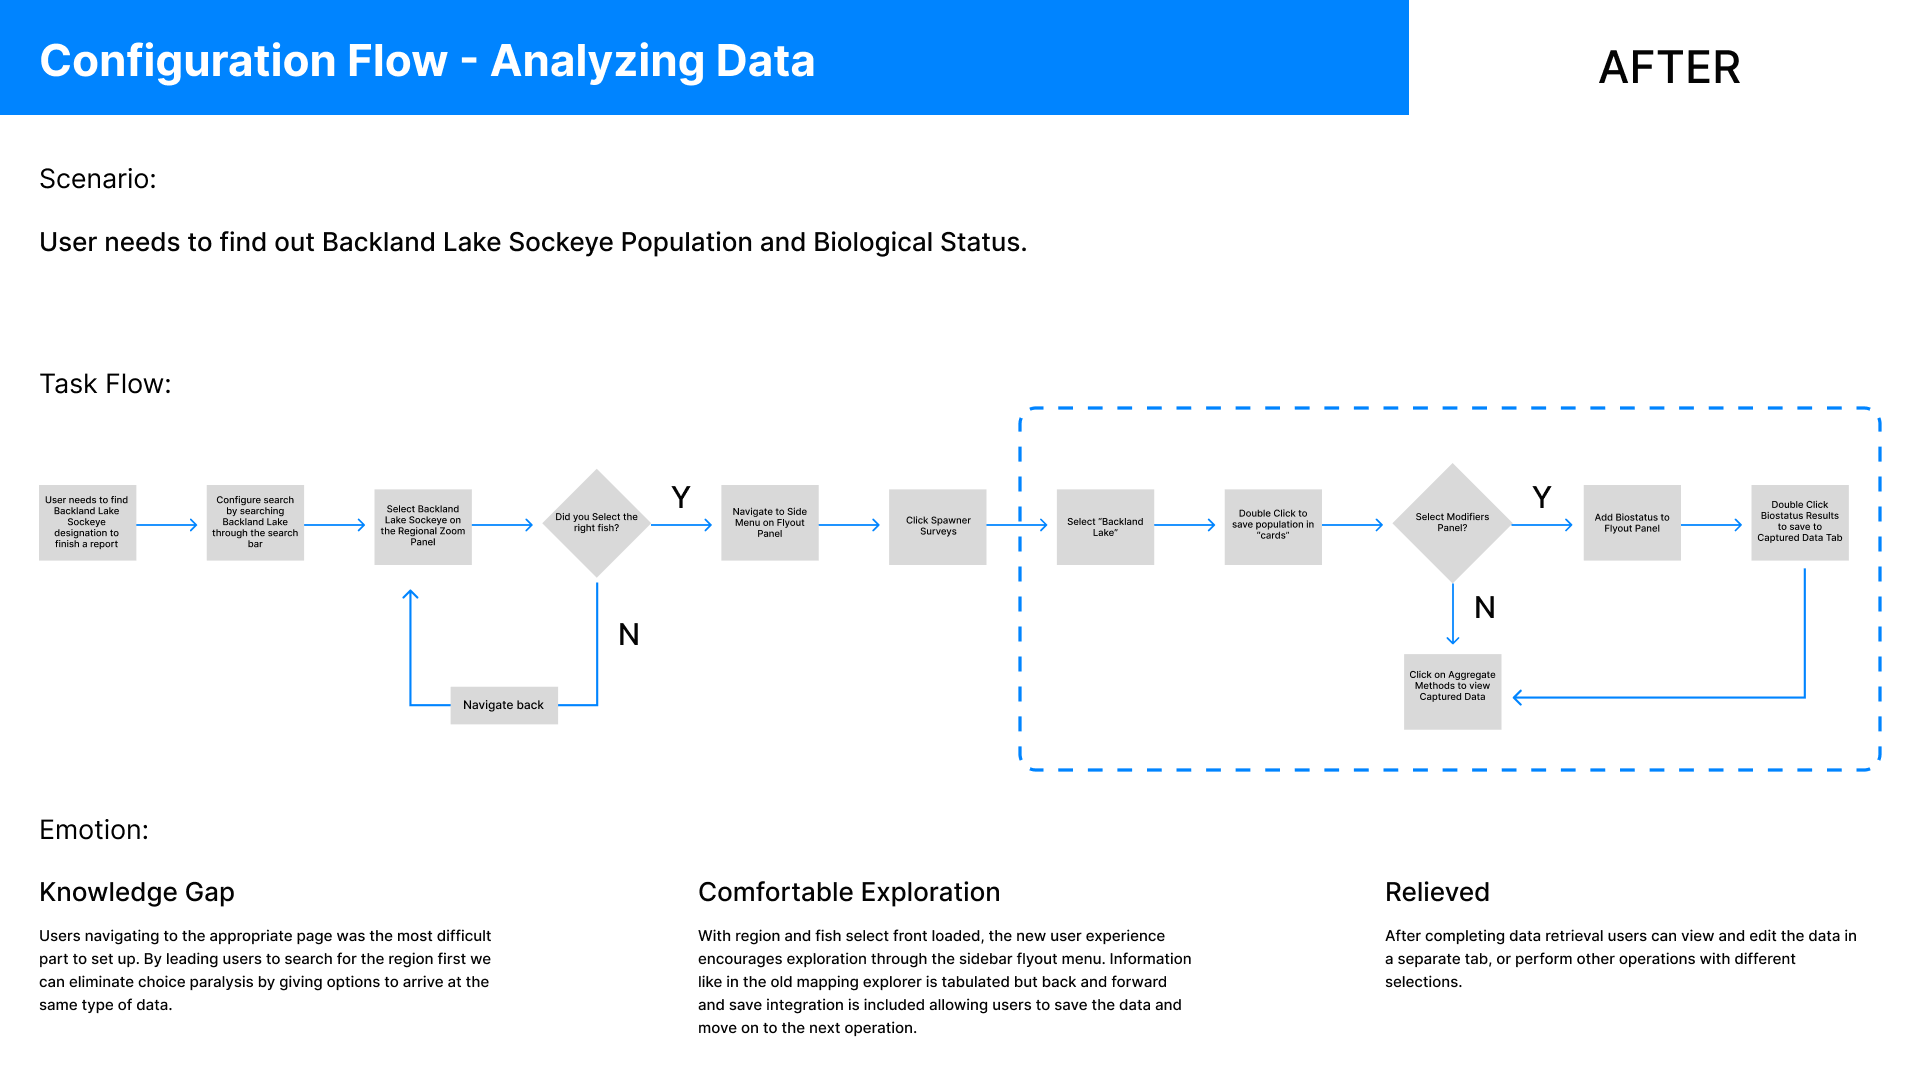 Configuration Flow - Analyzing Data
AFTER
Scenario:
User needs to find out Backland Lake Sockeye Population and Biological Status.
Task Flow:
User needs to find
Backland Lake
Sockeye
designation to
finish a report
Configure search
by searching
Backland Lake
through the search
bar
Select Backland
Lake Sockeye on
the Regional Zoom
Panel
Did you Select the
right fish?
Y
N
Navigate back
Navigate to Side
Menu on Flyout
Panel
Click Spawner
Surveys
Select “Backland
Lake”
Double Click to
save population in
“cards”
Select Modifiers
Panel?
Y
N
Add Biostatus to
Flyout Panel
Double Click
Biostatus Results
to save to
Captured Data Tab
Click on Aggregate
Methods to view
Captured Data
Emotion:
Knowledge Gap
Users navigating to the appropriate page was the most difficult
part to set up. By leading users to search for the region first we
can eliminate choice paralysis by giving options to arrive at the
same type of data.
Comfortable Exploration
With region and fish select front loaded, the new user experience
encourages exploration through the sidebar flyout menu. Information
like in the old mapping explorer is tabulated but back and forward
and save integration is included allowing users to save the data and
move on to the next operation.
Relieved
After completing data retrieval users can view and edit the data in
a separate tab, or perform other operations with different
selections.